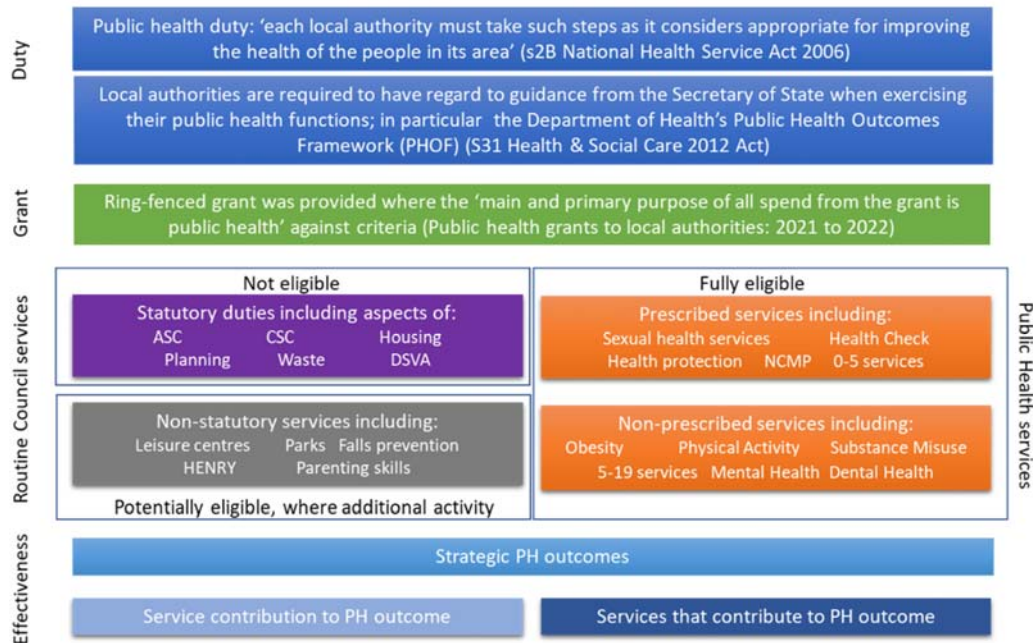 Duty
Public health duty: ‘each local authority must take such steps as it considers appropriate for improving
the health of the people in its area’ (s2B National Health Service Act 2006)
Local authorities are required to have regard to guidance from the Secretary of State when exercising
their public health functions; in particular the Department of Health’s Public Health Outcomes
Framework (PHOF) (S31 Health & Social Care 2012 Act)
Grant
Ring-fenced grant was provided where the ‘main and primary purpose of all spend from the grant is
public health’ against criteria (Public health grants to local authorities: 2021 to 2022)
Routine Council services
Not eligible
Statutory duties including aspects of:
ASC CSC Housing
Planning Waste DSVA
Non-statutory services including:
Leisure centres Parks Falls prevention
HENRY Parenting skills
Potentially eligible, where additional activity
Fully eligible
Prescribed services including:
Sexual health services Health Check
Health protection NCMP 0-5 services
Non-prescribed services including:
Obesity Physical Activity Substance Misuse
5-19 services Mental Health Dental Health
Public Health services
Effectiveness
Strategic PH outcomes
Service contribution to PH outcome
Services that contribute to PH outcome